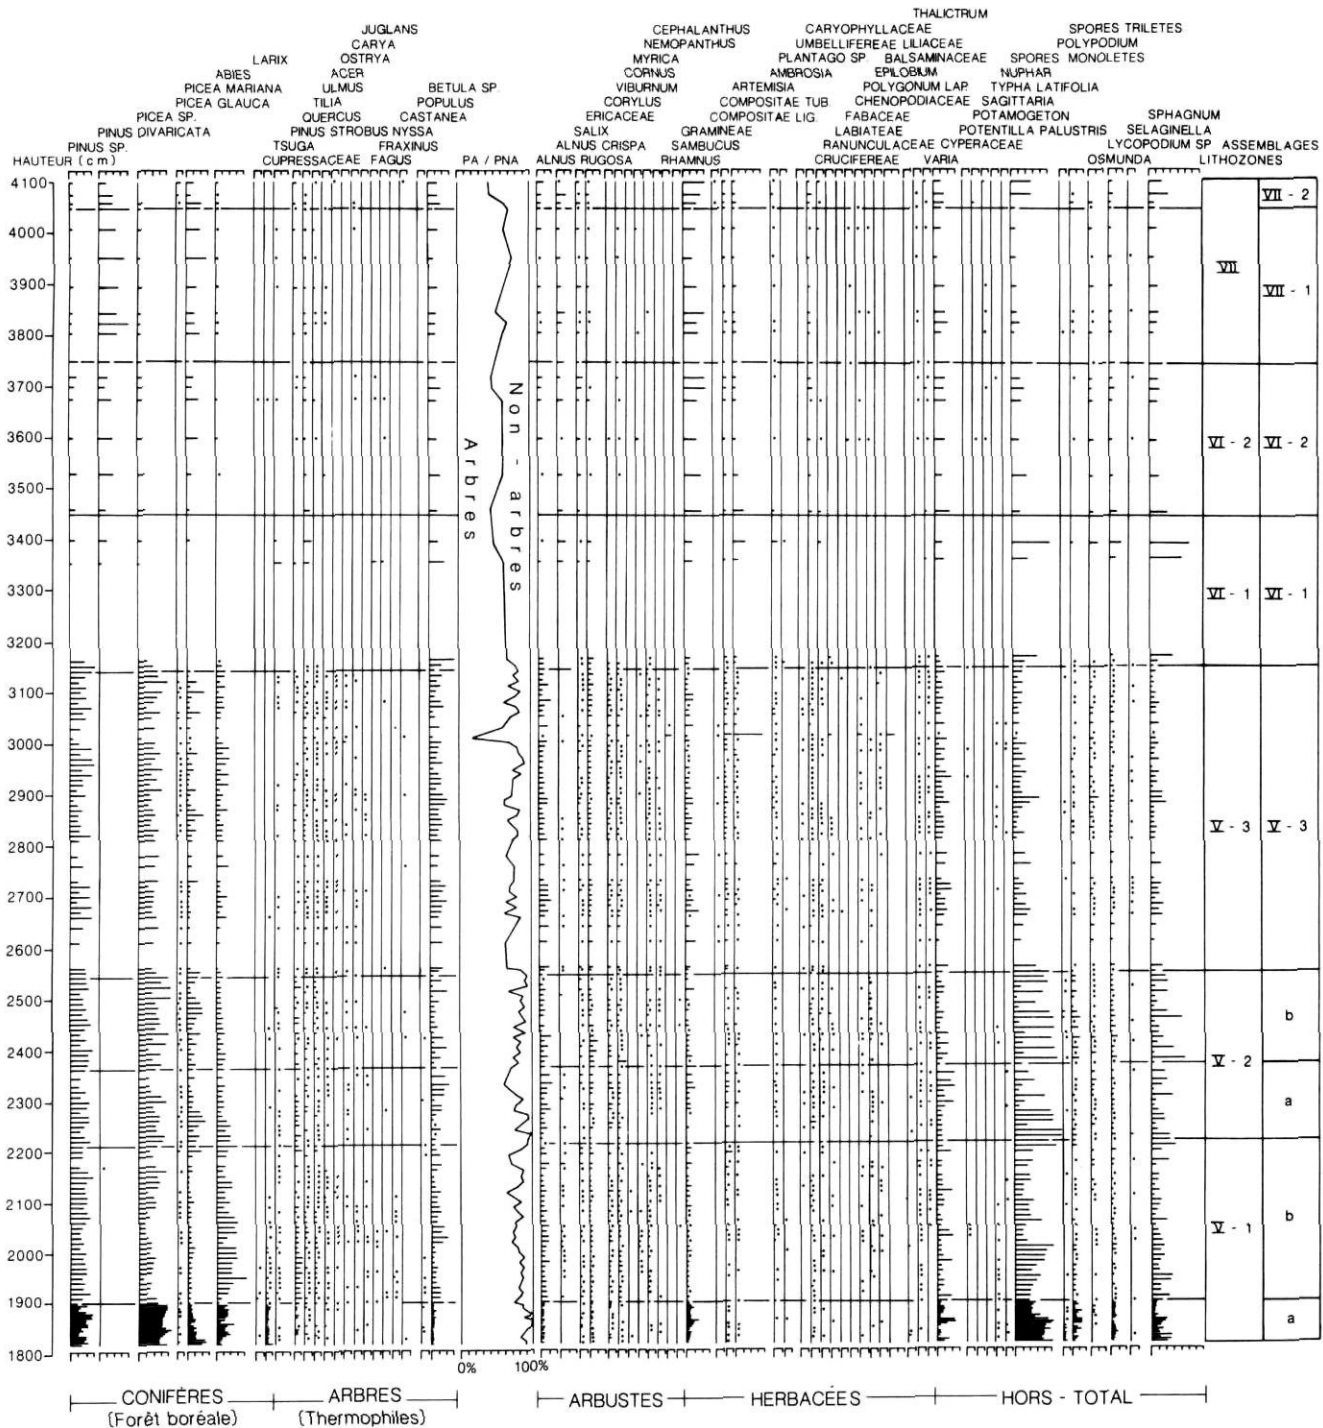 THALICTRUM
JUGLANS CEPHALANTHUS CARYOPHYLLACEAE SPORES TRILETES
CARYA NEMOPANTHUS UMBELLIFEREAE LILIACEAE POLYPODIUM
LARIX OSTRYA MYRICA PLANTAGO SP. BALSAMINACEAE SPORES MONOLETES
ABIES ACER CORNUS AMBROSIA EPILOBIUM NUPHAR
PICEA MARIANA ULMUS BETULA SP. VIBURNUM ARTEMISIA POLYGONUM LAP. TYPHA LATIFOLIA
PICEA GLAUCA TILIA POPULUS CORYLUS COMPOSITAE TUB CHENOPODIACEAE SAGITTARIA
PICEA SP. QUERCUS CASTANEA ERICACEAE COMPOSITAE LIG. FABACEAE POTAMOGETON SPHAGNUM
PINUS DIVARICATA PINUS STROBUS NYSSA SALIX GRAMINEAE LABIATEAE POTENTILLA PALUSTRIS SELAGINELLA
PINUS SP. TSUGA FRAXINUS ALNUS CRISPA SAMBUCUS RANUNCULACEAE CYPERACEAE LYCOPODIUM SP ASSEMBLAGES
HAUTEUR (cm) CUPRESSACEAE FAGUS PA / PNA ALNUS RUGOSA RHAMNUS CRUCIFEREAE VARIA OSMUNDA LITHOZONES
4100
VII - 2
4000
VII
3900
VII - 1
3800
3700
Non - arbres
Arbres
3600
VI - 2 VI - 2
3500
3400
3300
VI - 1 VI - 1
3200
3100
3000
2900
V - 3 V - 3
2800
2700
2600
2500
b
2400
V - 2
2300
a
2200
2100
b
V - 1
2000
1900
a
1800
0% 100%
CONIFÈRES ARBRES ARBUSTES HERBACÉES HORS - TOTAL
(Forêt boréale) (Thermophiles)